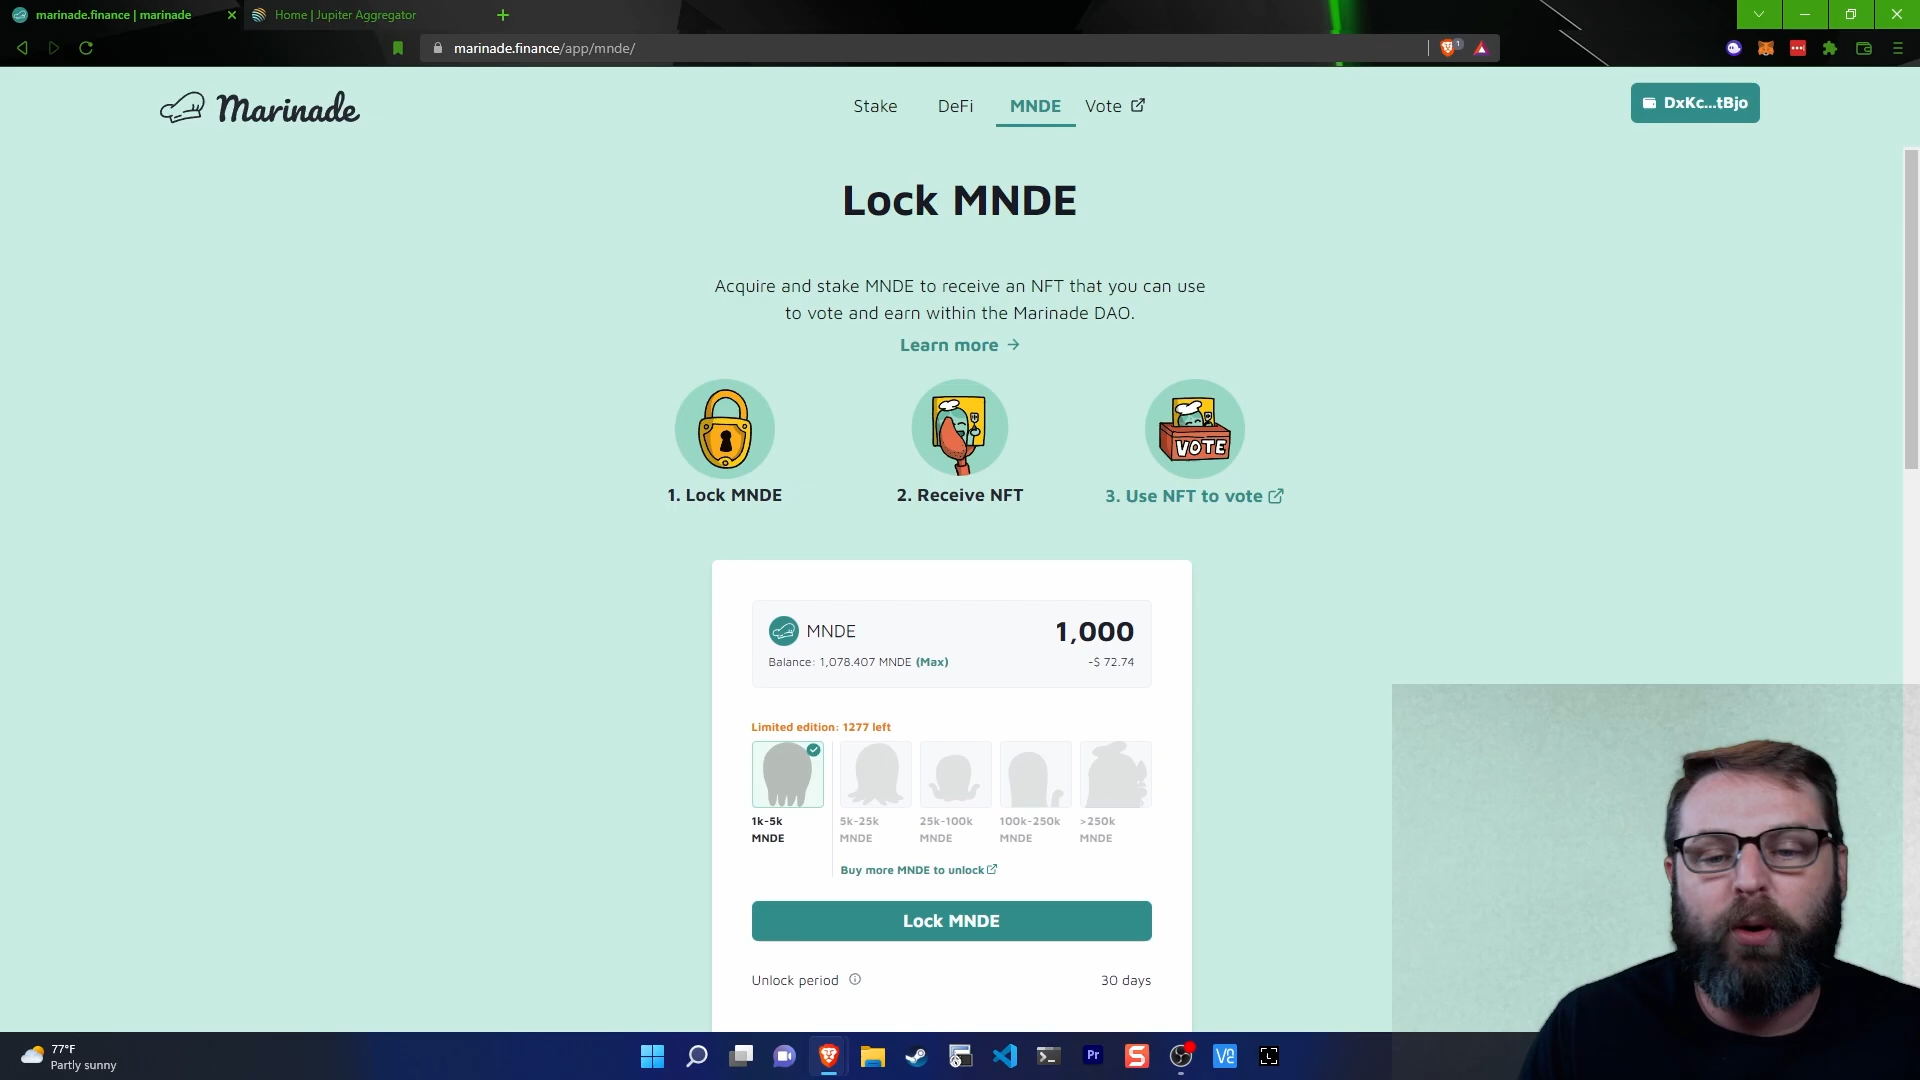 marinade.finance | marinade
Home | Jupiter Aggregator
marinade.finance/app/mnde/
1
Marinade
Stake
DeFi
MNDE
Vote
DxKc...tBjo
Lock MNDE
Acquire and stake MNDE to receive an NFT that you can use
to vote and earn within the Marinade DAO.
Learn more →
VOTE
1. Lock MNDE
2. Receive NFT
3. Use NFT to vote
MNDE
1,000
Balance: 1,078.407 MNDE (Max)
~$ 72.74
Limited edition: 1277 left
1k-5k
MNDE
5k-25k
MNDE
25k-100k
MNDE
100k-250k
MNDE
>250k
MNDE
Buy more MNDE to unlock
Lock MNDE
Unlock period
30 days
77°F
Partly sunny
Pr